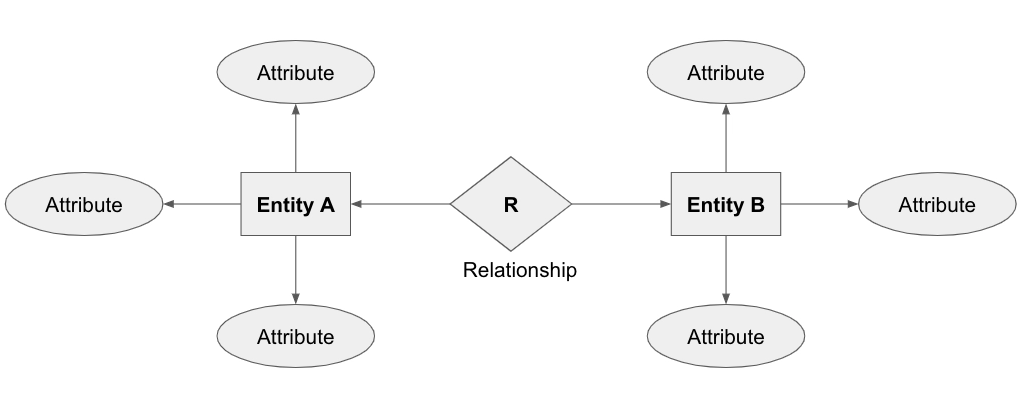 Attribute
Attribute
Attribute
Entity A
R
Entity B
Attribute
Relationship
Attribute
Attribute